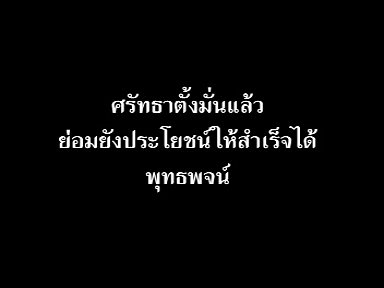 ศรัทธาตั้งมั่นแล้ว
ย่อมยังประโยชน์ให้สำเร็จได้
พุทธพจน์